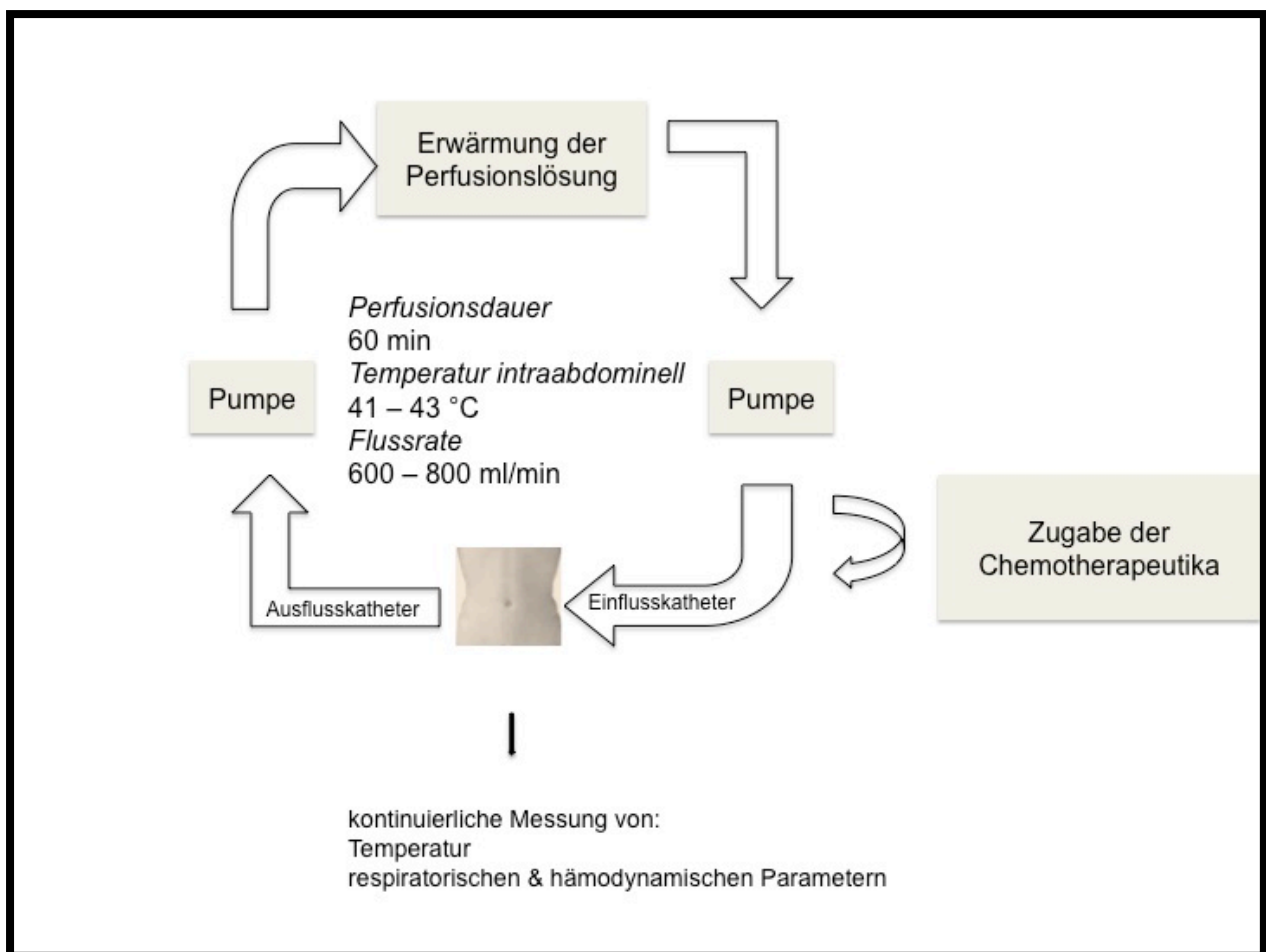 Erwärmung der
Perfusionslösung
Perfusionsdauer
60 min
Temperatur intraabdominell
41 – 43 °C
Flussrate
600 – 800 ml/min
Pumpe
Pumpe
Zugabe der
Chemotherapeutika
Ausflusskatheter
Einflusskatheter
kontinuierliche Messung von:
Temperatur
respiratorischen & hämodynamischen Parametern